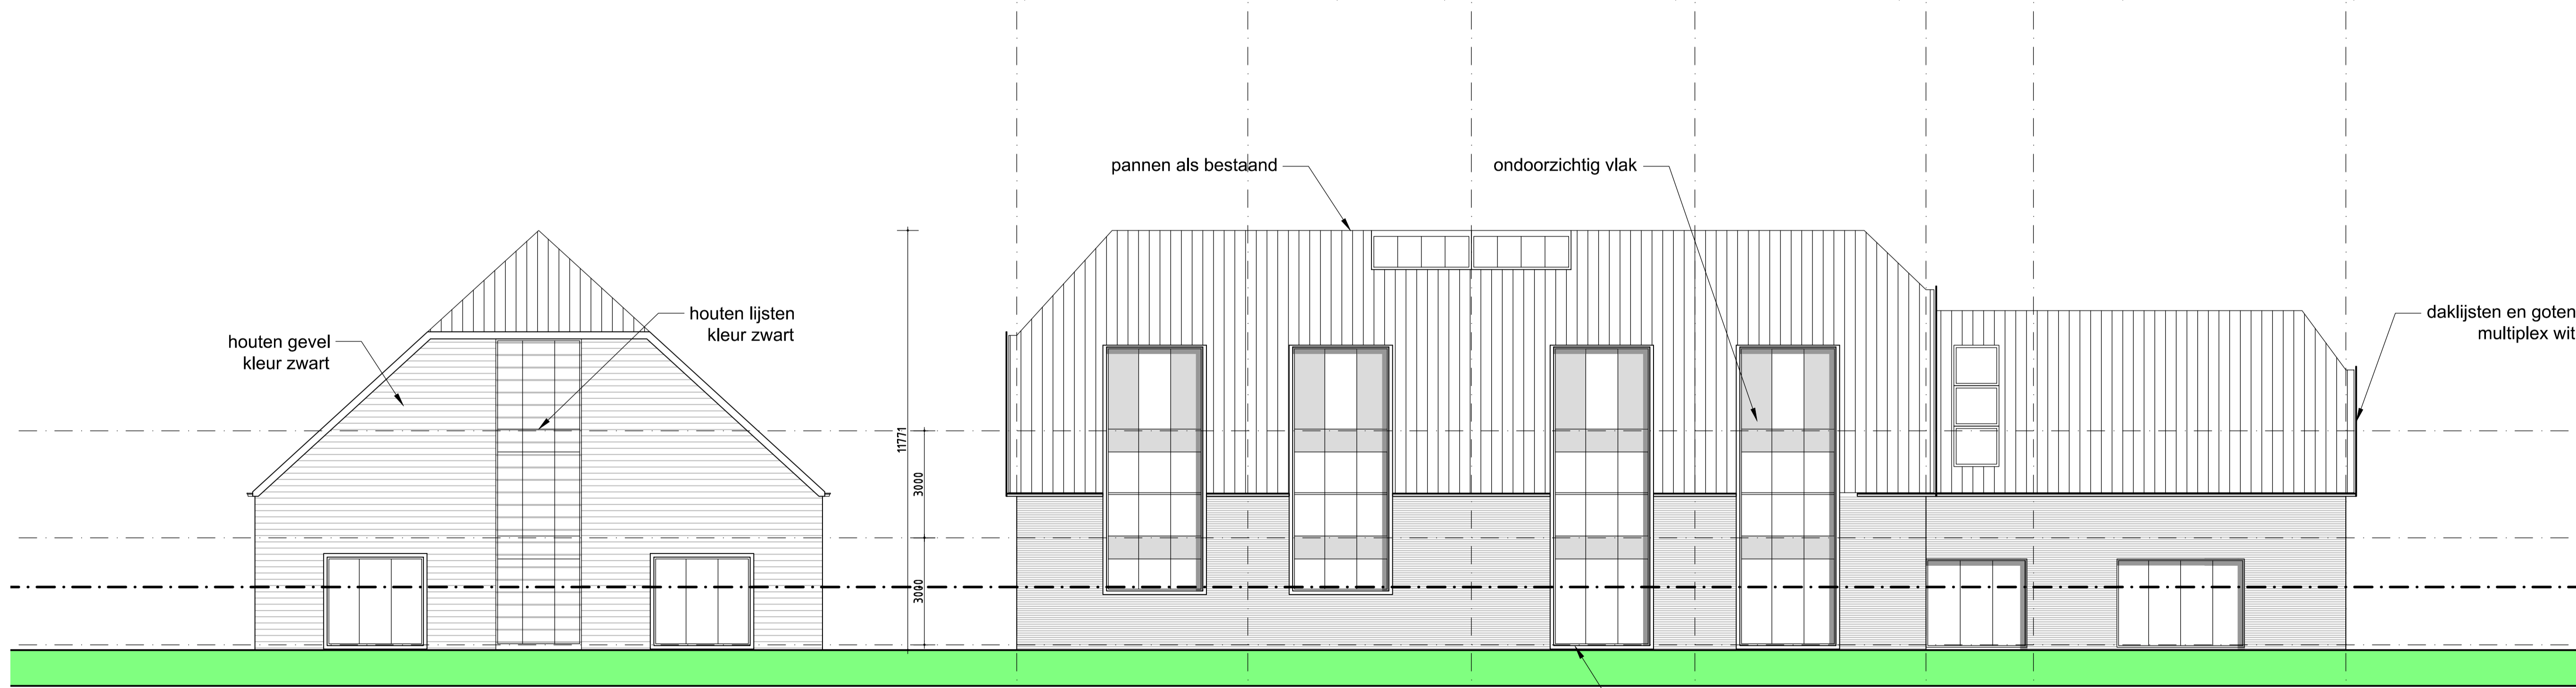 pannen als bestaand
ondoorzichtig vlak
houten gevel
kleur zwart
houten lijsten
kleur zwart
daklijsten en goten
multiplex wit
11771
3000
3000